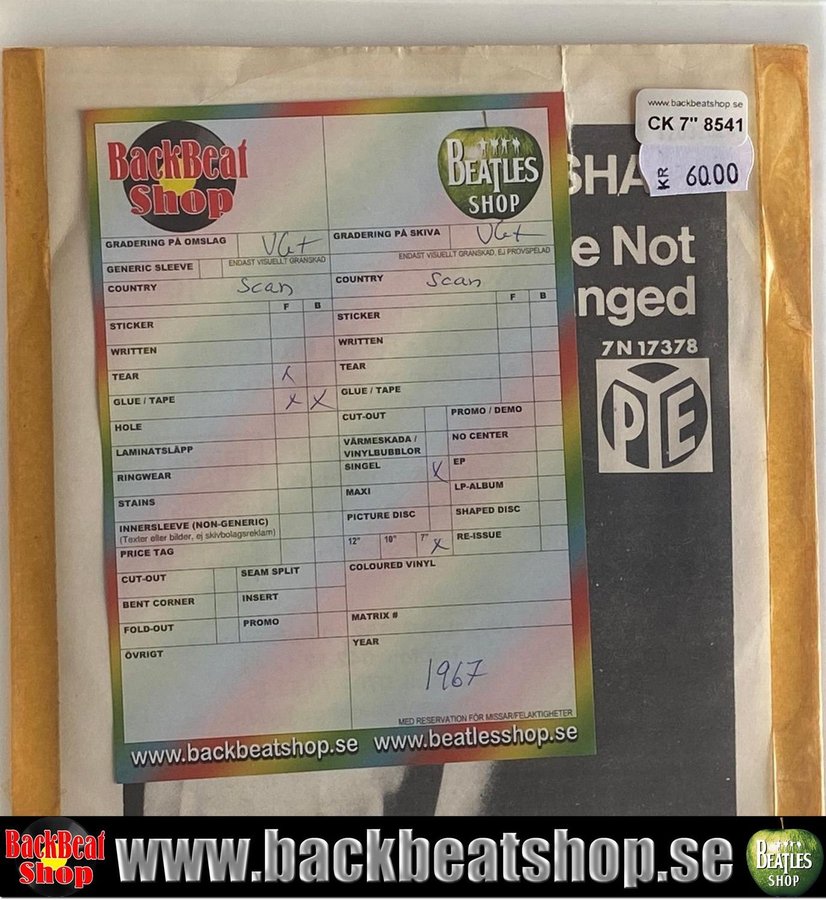 www.backbeatshop.se
CK 7" 8541
KR 60.00
SHA
e Not
nged
7N 17378
PYE
BackBeat
Shop
BEATLES
SHOP
GRADERING PÅ OMSLAG VG+
GRADERING PÅ SKIVA VG+
GENERIC SLEEVE
ENDAST VISUELLT GRANSKAD
ENDAST VISUELLT GRANSKAD, EJ PROVSPELAD
COUNTRY Scan
COUNTRY Scan
F B
F B
STICKER
STICKER
WRITTEN
WRITTEN
TEAR X
TEAR
GLUE / TAPE X X
GLUE / TAPE
HOLE
CUT-OUT
PROMO / DEMO
LAMINATSLÄPP
VÄRMESKADA /
VINYLBUBBLOR
NO CENTER
RINGWEAR
SINGEL X
EP
STAINS
MAXI
LP-ALBUM
INNERSLEEVE (NON-GENERIC)
(Texter eller bilder, ej skivbolagsreklam)
PICTURE DISC
SHAPED DISC
PRICE TAG
12" 10" 7" X
RE-ISSUE
CUT-OUT
SEAM SPLIT
COLOURED VINYL
BENT CORNER
INSERT
FOLD-OUT
PROMO
MATRIX #
ÖVRIGT
YEAR
1967
MED RESERVATION FÖR MISSAR/FELAKTIGHETER
www.backbeatshop.se www.beatlesshop.se
BackBeat
Shop
www.backbeatshop.se
BEATLES
SHOP